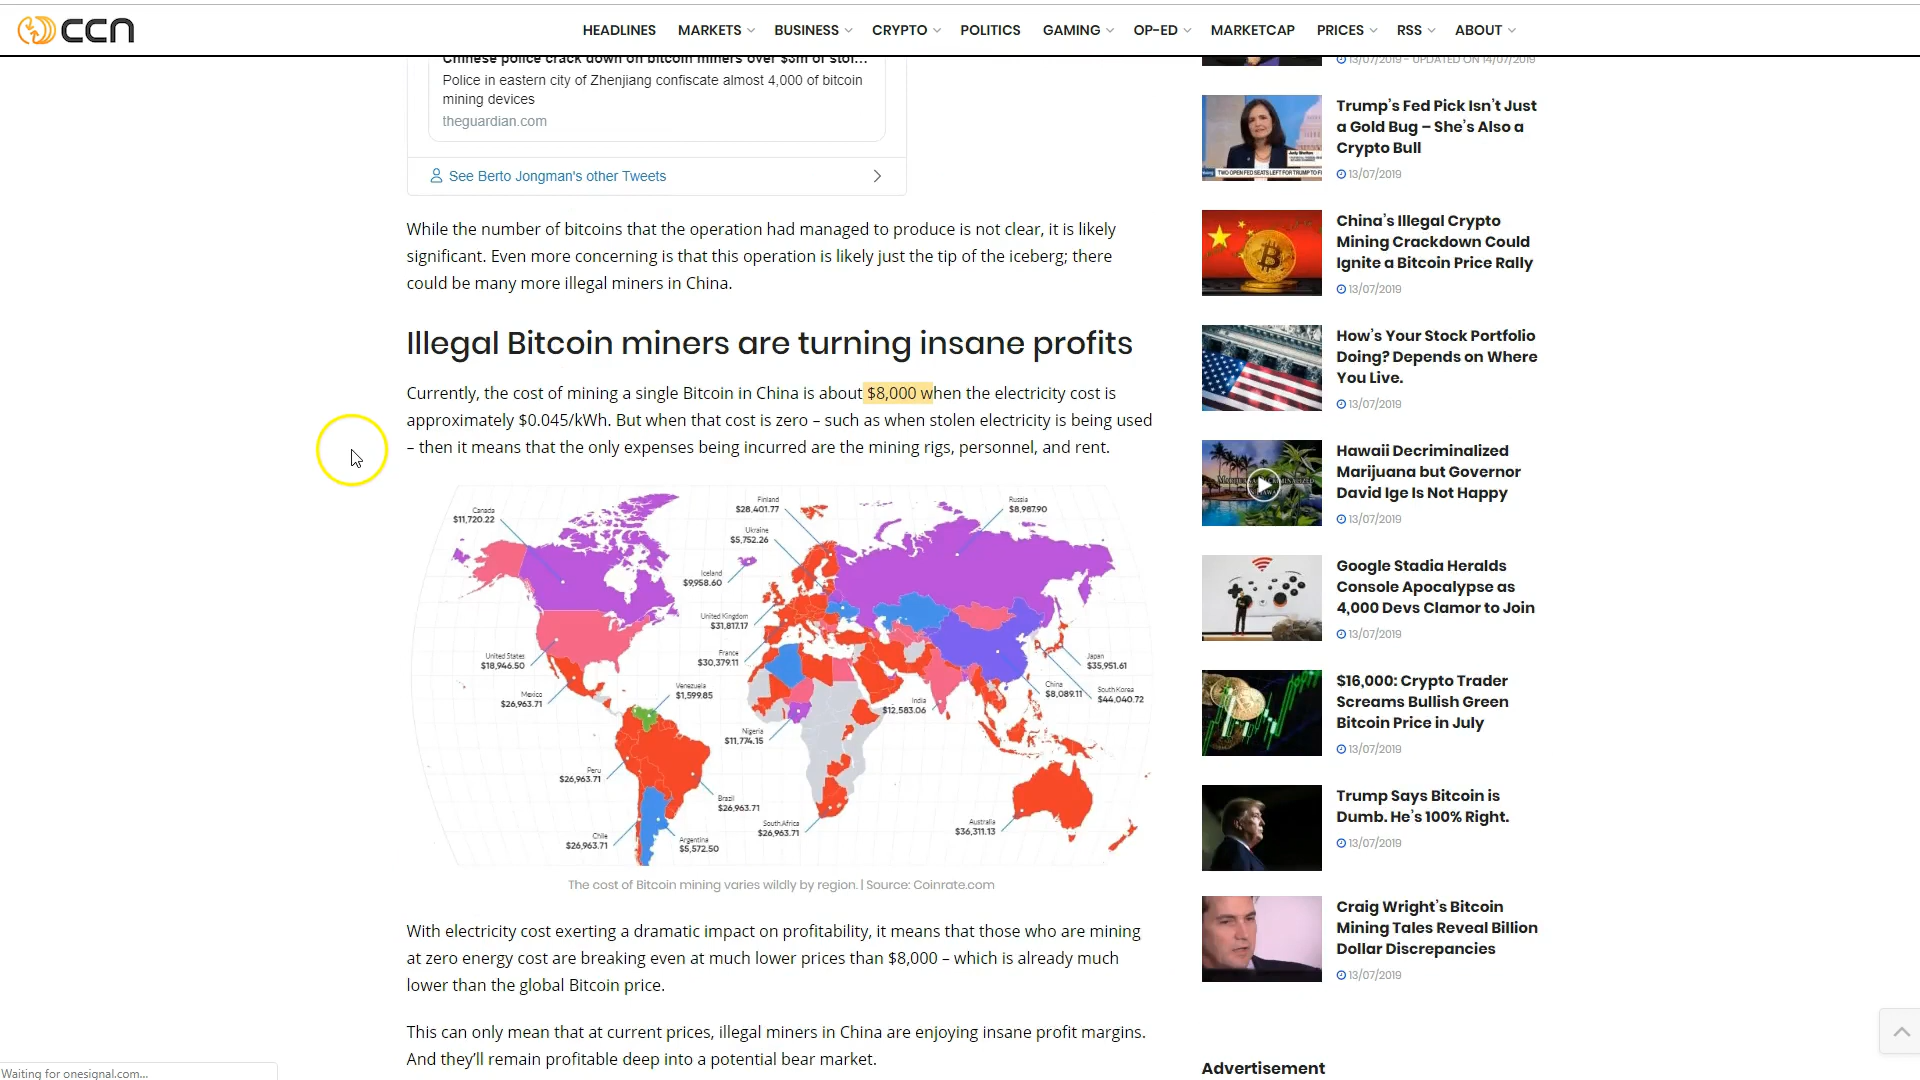 CCN
HEADLINES MARKETS BUSINESS CRYPTO POLITICS GAMING OP-ED MARKETCAP PRICES RSS ABOUT
Chinese police crack down on bitcoin miners over $3m of stol...
Police in eastern city of Zhenjiang confiscate almost 4,000 of bitcoin
mining devices
theguardian.com
See Berto Jongman's other Tweets
While the number of bitcoins that the operation had managed to produce is not clear, it is likely
significant. Even more concerning is that this operation is likely just the tip of the iceberg; there
could be many more illegal miners in China.
Illegal Bitcoin miners are turning insane profits
Currently, the cost of mining a single Bitcoin in China is about $8,000 when the electricity cost is
approximately $0.045/kWh. But when that cost is zero – such as when stolen electricity is being used
– then it means that the only expenses being incurred are the mining rigs, personnel, and rent.
Canada
$11,720.22
Finland
$28,401.77
Russia
$8,987.90
Ukraine
$5,752.26
Iceland
$9,958.60
United Kingdom
$31,817.17
France
$30,379.11
United States
$18,946.50
Mexico
$26,963.71
Venezuela
$1,599.85
Japan
$35,951.61
China
$8,089.11
South Korea
$44,040.72
India
$12,583.06
Nigeria
$11,774.15
Peru
$26,963.71
Brazil
$26,963.71
South Africa
$26,963.71
Australia
$36,311.13
Chile
$26,963.71
Argentina
$5,572.50
The cost of Bitcoin mining varies wildly by region. | Source: Coinrate.com
With electricity cost exerting a dramatic impact on profitability, it means that those who are mining
at zero energy cost are breaking even at much lower prices than $8,000 – which is already much
lower than the global Bitcoin price.
This can only mean that at current prices, illegal miners in China are enjoying insane profit margins.
And they'll remain profitable deep into a potential bear market.
13/07/2019 - UPDATED ON 14/07/2019
Trump's Fed Pick Isn't Just
a Gold Bug – She's Also a
Crypto Bull
13/07/2019
China's Illegal Crypto
Mining Crackdown Could
Ignite a Bitcoin Price Rally
13/07/2019
How's Your Stock Portfolio
Doing? Depends on Where
You Live.
13/07/2019
Hawaii Decriminalized
Marijuana but Governor
David Ige Is Not Happy
13/07/2019
Google Stadia Heralds
Console Apocalypse as
4,000 Devs Clamor to Join
13/07/2019
$16,000: Crypto Trader
Screams Bullish Green
Bitcoin Price in July
13/07/2019
Trump Says Bitcoin is
Dumb. He's 100% Right.
13/07/2019
Craig Wright's Bitcoin
Mining Tales Reveal Billion
Dollar Discrepancies
13/07/2019
Advertisement
Waiting for onesignal.com...